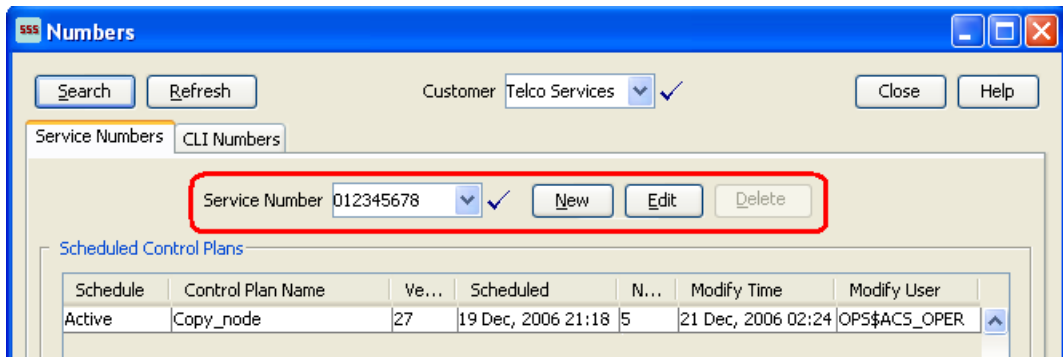 SSS Numbers
Search Refresh Customer Telco Services Close Help
Service Numbers CLI Numbers
Service Number 012345678 New Edit Delete
Scheduled Control Plans
Schedule Control Plan Name Ve... Scheduled N... Modify Time Modify User
Active Copy_node 27 19 Dec, 2006 21:18 5 21 Dec, 2006 02:24 OPS$ACS_OPER